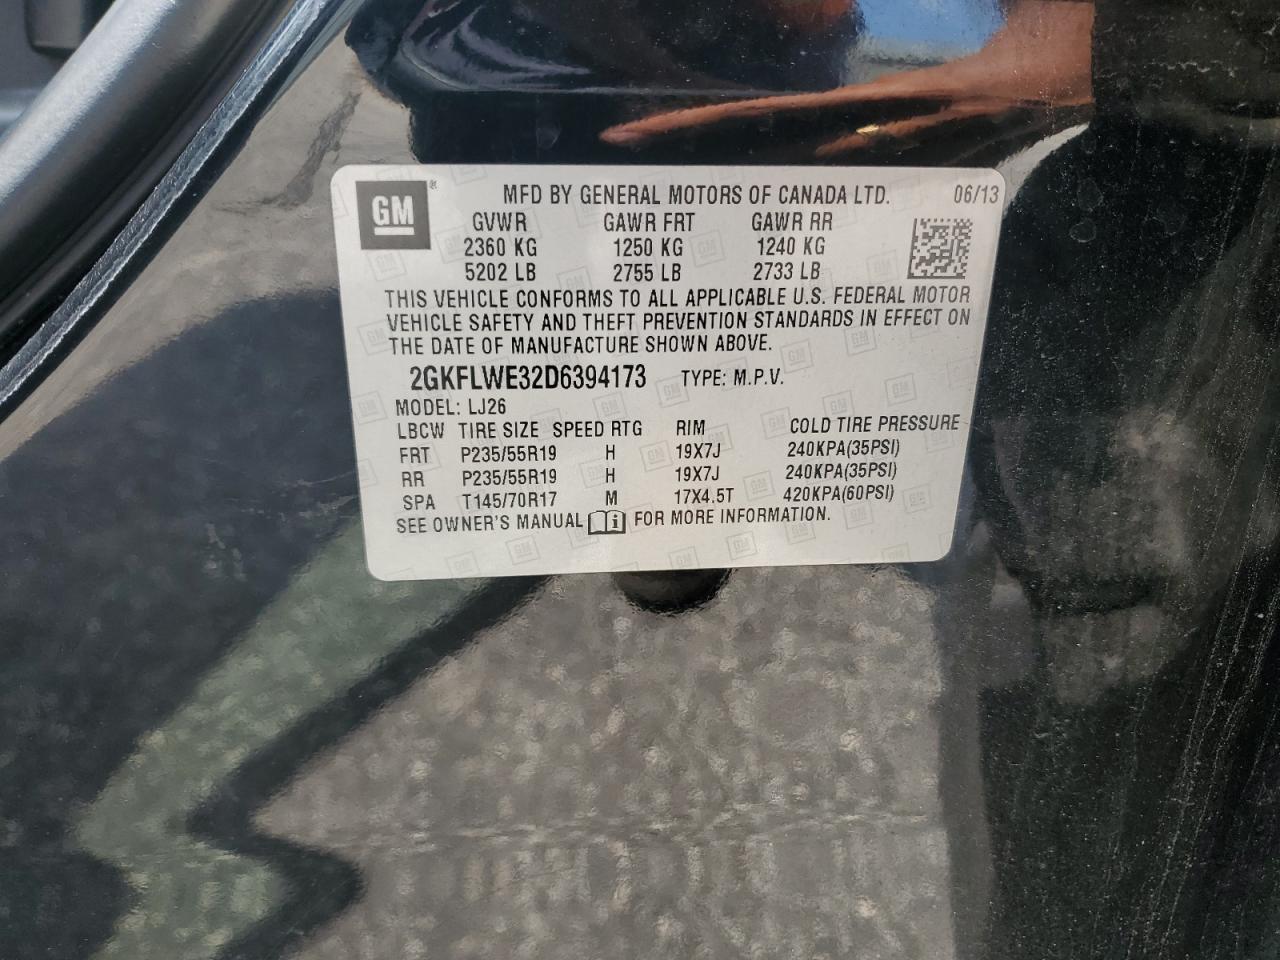 GM® MFD BY GENERAL MOTORS OF CANADA LTD. 06/13
GVWR GAWR FRT GAWR RR
2360 KG 1250 KG 1240 KG
5202 LB 2755 LB 2733 LB
THIS VEHICLE CONFORMS TO ALL APPLICABLE U.S. FEDERAL MOTOR
VEHICLE SAFETY AND THEFT PREVENTION STANDARDS IN EFFECT ON
THE DATE OF MANUFACTURE SHOWN ABOVE.
2GKFLWE32D6394173 TYPE: M.P.V.
MODEL: LJ26
LBCW TIRE SIZE SPEED RTG RIM COLD TIRE PRESSURE
FRT P235/55R19 H 19X7J 240KPA(35PSI)
RR P235/55R19 H 19X7J 240KPA(35PSI)
SPA T145/70R17 M 17X4.5T 420KPA(60PSI)
SEE OWNER'S MANUAL i FOR MORE INFORMATION.